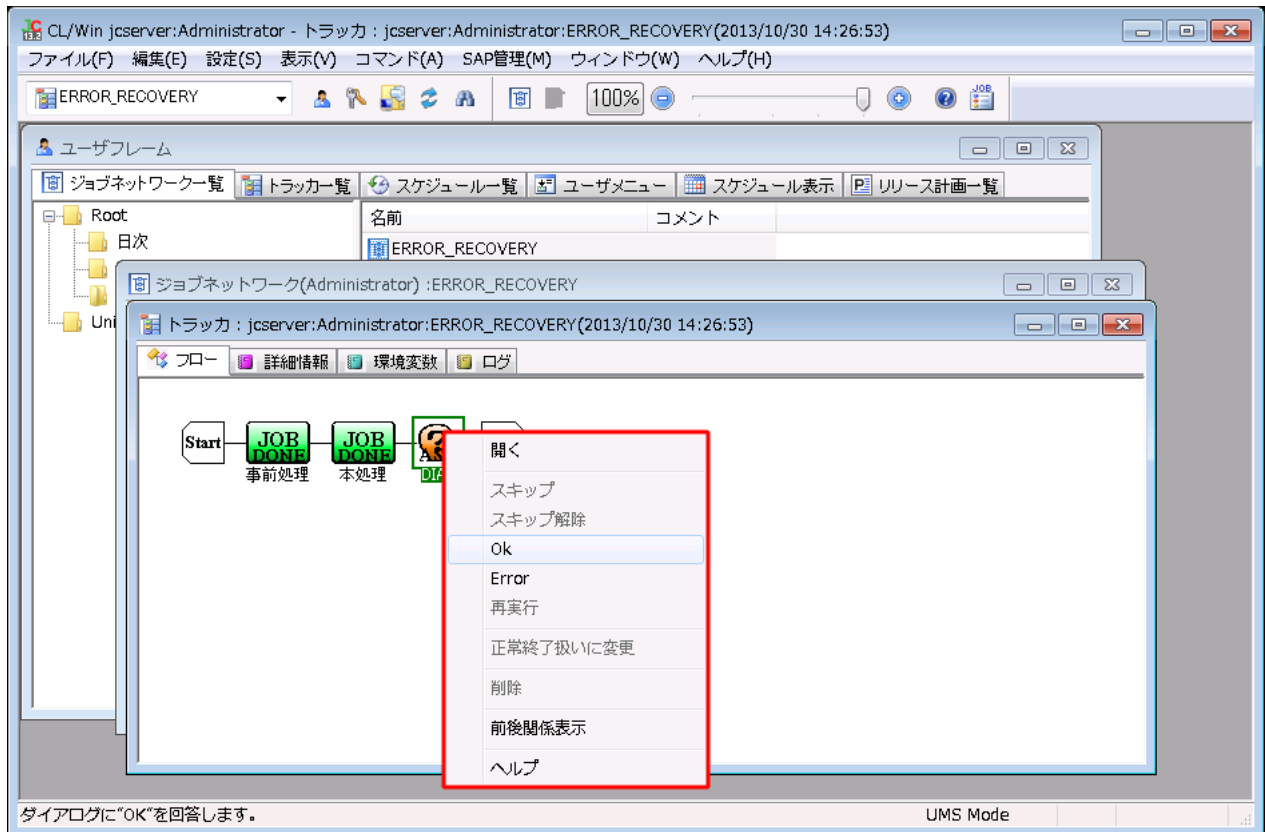 CL/Win jcserver:Administrator - トラッカ : jcserver:Administrator:ERROR_RECOVERY(2013/10/30 14:26:53)
ファイル(F) 編集(E) 設定(S) 表示(V) コマンド(A) SAP管理(M) ウィンドウ(W) ヘルプ(H)
ERROR_RECOVERY 100% JOB
ユーザフレーム
ジョブネットワーク一覧 トラッカ一覧 スケジュール一覧 ユーザメニュー スケジュール表示 リリース計画一覧
Root 名前 コメント
日次 ERROR_RECOVERY
ジョブネットワーク(Administrator) :ERROR_RECOVERY
Uni
トラッカ : jcserver:Administrator:ERROR_RECOVERY(2013/10/30 14:26:53)
フロー 詳細情報 環境変数 ログ
Start JOB DONE JOB DONE
事前処理 本処理
開く
スキップ
スキップ解除
Ok
Error
再実行
正常終了扱いに変更
削除
前後関係表示
ヘルプ
ダイアログに"OK"を回答します。 UMS Mode